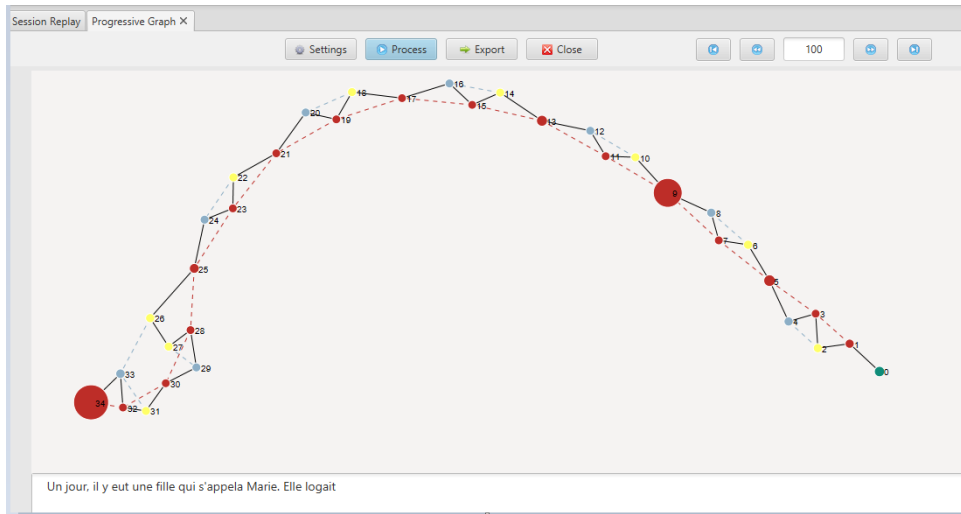 Session Replay Progressive Graph X
Settings Process Export Close 100
16
18 14
20 17 15
19 13
12
21 11 10
22 9
24 23 8
7 6
25
5
26 28 3
4
27 1
2
29 33 0
30
34 32 31
Un jour, il y eut une fille qui s'appela Marie. Elle logait